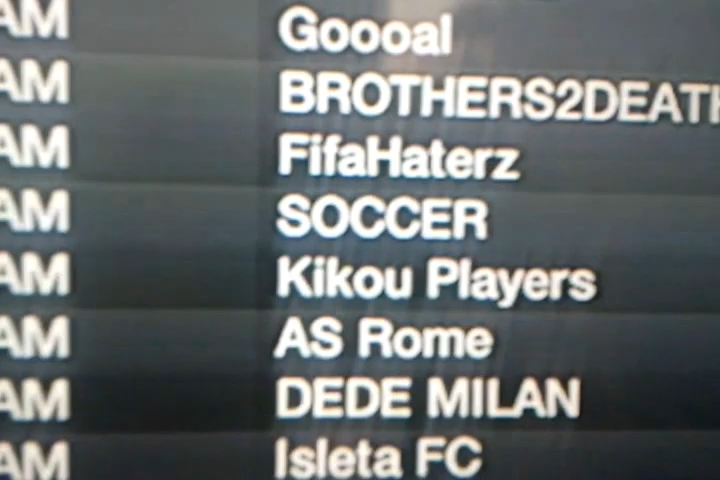 AM Goooal
AM BROTHERS2DEATH
AM FifaHaterz
AM SOCCER
AM Kikou Players
AM AS Rome
AM DEDE MILAN
AM Isleta FC